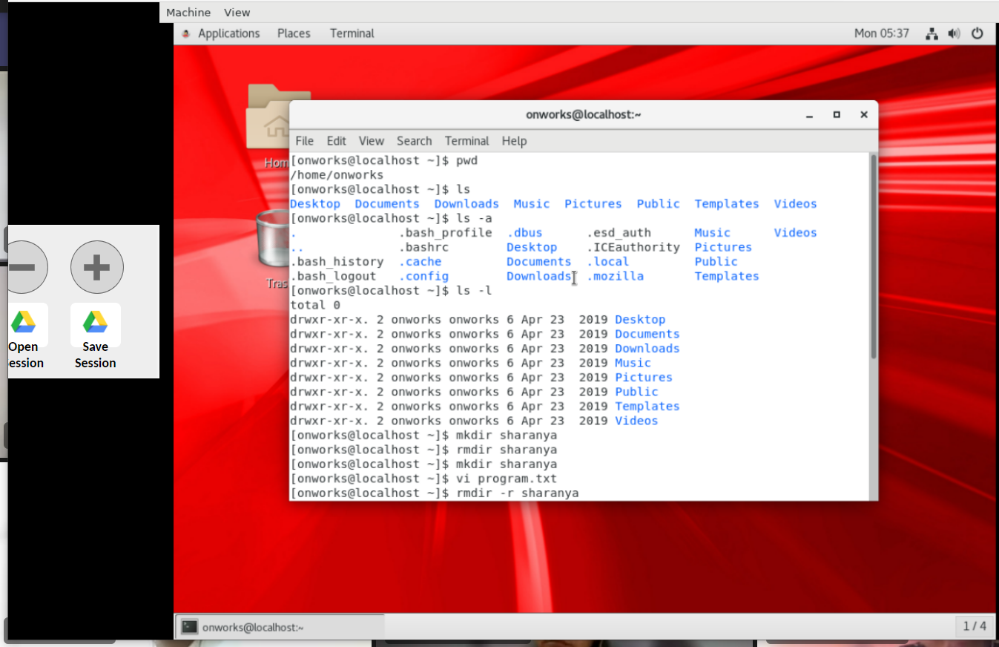 Machine View
Applications Places Terminal Mon 05:37
onworks@localhost:~
File Edit View Search Terminal Help
[onworks@localhost ~]$ pwd
/home/onworks
[onworks@localhost ~]$ ls
Desktop Documents Downloads Music Pictures Public Templates Videos
[onworks@localhost ~]$ ls -a
. .bash_profile .dbus .esd_auth Music Videos
.. .bashrc Desktop .ICEauthority Pictures
.bash_history .cache Documents .local Public
.bash_logout .config Downloads .mozilla Templates
[onworks@localhost ~]$ ls -l
total 0
drwxr-xr-x. 2 onworks onworks 6 Apr 23 2019 Desktop
drwxr-xr-x. 2 onworks onworks 6 Apr 23 2019 Documents
drwxr-xr-x. 2 onworks onworks 6 Apr 23 2019 Downloads
drwxr-xr-x. 2 onworks onworks 6 Apr 23 2019 Music
drwxr-xr-x. 2 onworks onworks 6 Apr 23 2019 Pictures
drwxr-xr-x. 2 onworks onworks 6 Apr 23 2019 Public
drwxr-xr-x. 2 onworks onworks 6 Apr 23 2019 Templates
drwxr-xr-x. 2 onworks onworks 6 Apr 23 2019 Videos
[onworks@localhost ~]$ mkdir sharanya
[onworks@localhost ~]$ rmdir sharanya
[onworks@localhost ~]$ mkdir sharanya
[onworks@localhost ~]$ vi program.txt
[onworks@localhost ~]$ rmdir -r sharanya
Hom
Tras
Open
ession
Save
Session
onworks@localhost:~
1 / 4